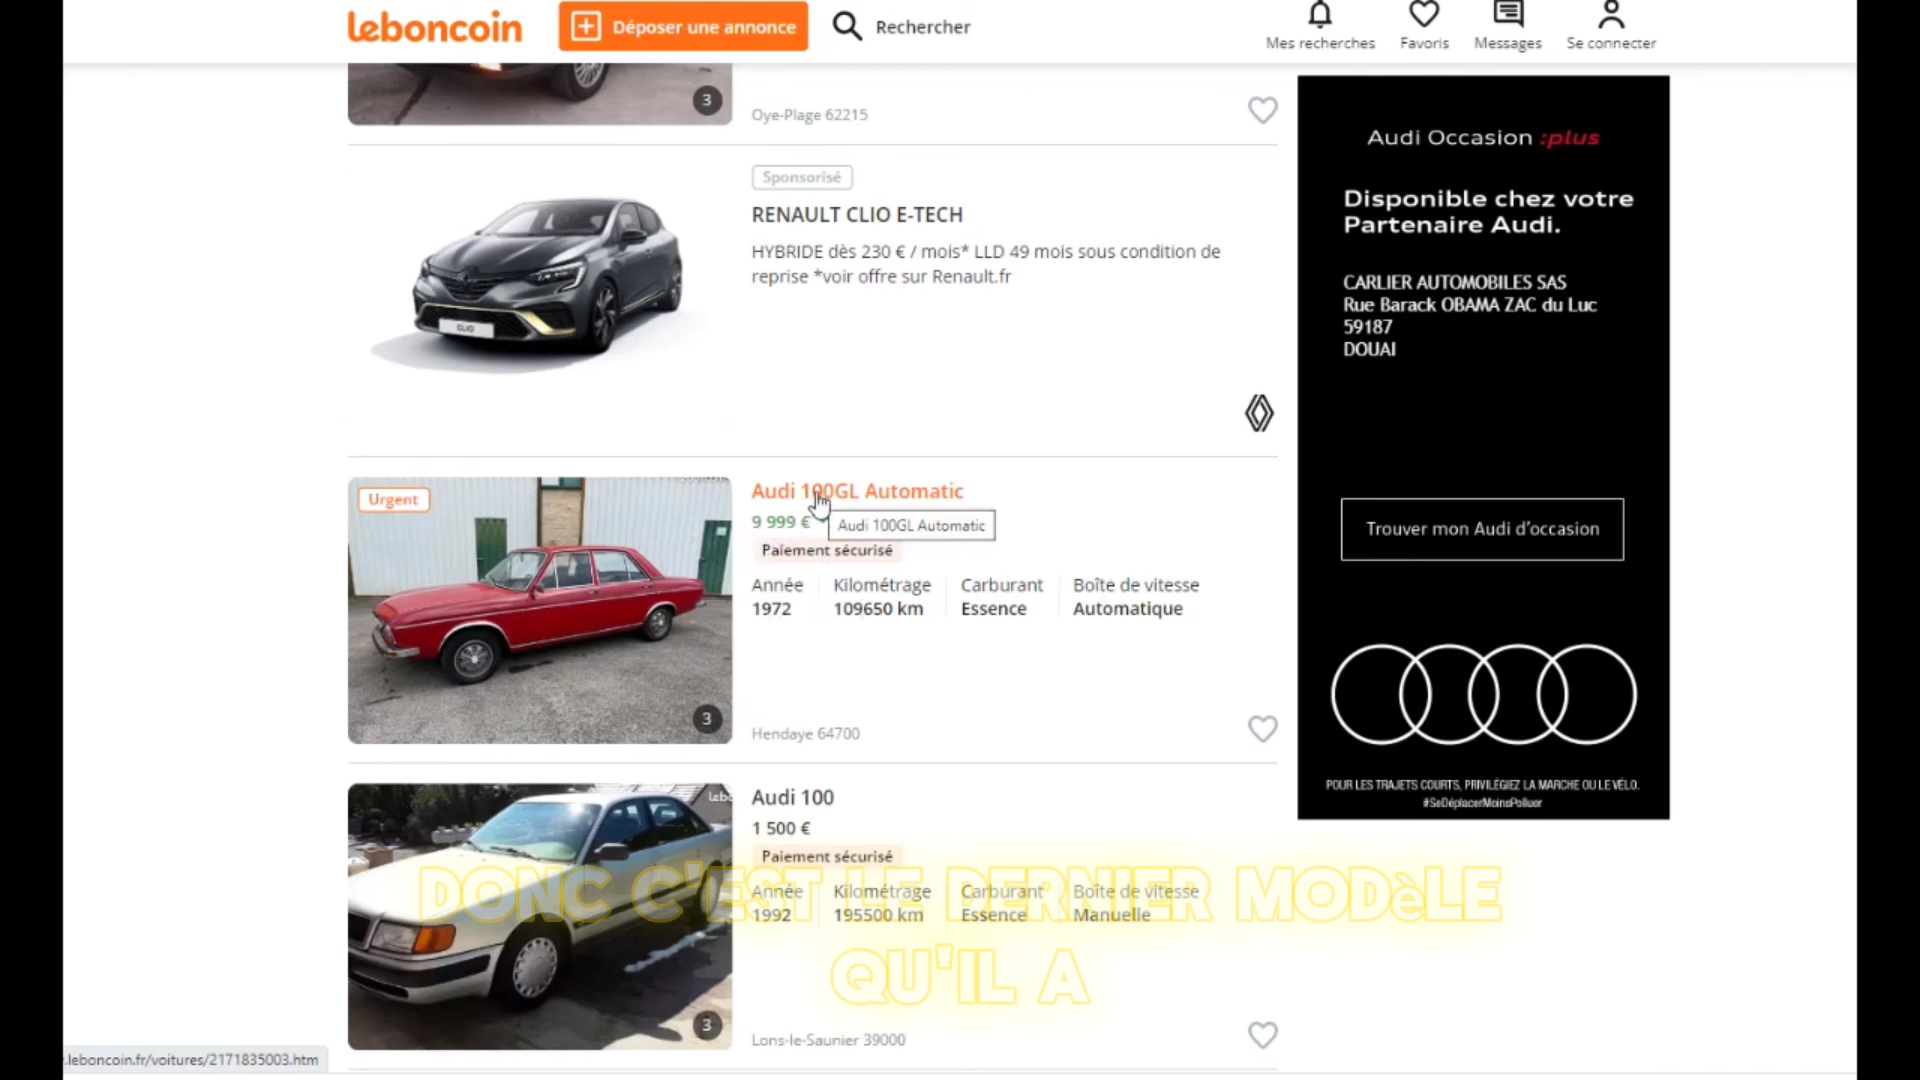 leboncoin
Déposer une annonce
Rechercher
Mes recherches
Favoris
Messages
Se connecter
3
Oye-Plage 62215
Sponsorisé
RENAULT CLIO E-TECH
HYBRIDE dès 230 € / mois* LLD 49 mois sous condition de
reprise *voir offre sur Renault.fr
CLIO
Urgent
3
Audi 100GL Automatic
9 999 €
Audi 100GL Automatic
Paiement sécurisé
Année Kilométrage Carburant Boîte de vitesse
1972 109650 km Essence Automatique
Hendaye 64700
lebo
3
Audi 100
1 500 €
Paiement sécurisé
Année Kilométrage Carburant Boîte de vitesse
1992 195500 km Essence Manuelle
Lons-le-Saunier 39000
DONC C'EST LE DERNIER MODÈLE
QU'IL A
Audi Occasion :plus
Disponible chez votre
Partenaire Audi.
CARLIER AUTOMOBILES SAS
Rue Barack OBAMA ZAC du Luc
59187
DOUAI
Trouver mon Audi d'occasion
POUR LES TRAJETS COURTS, PRIVILÉGIEZ LA MARCHE OU LE VÉLO.
#SeDéplacerMoinsPolluer
.leboncoin.fr/voitures/2171835003.htm